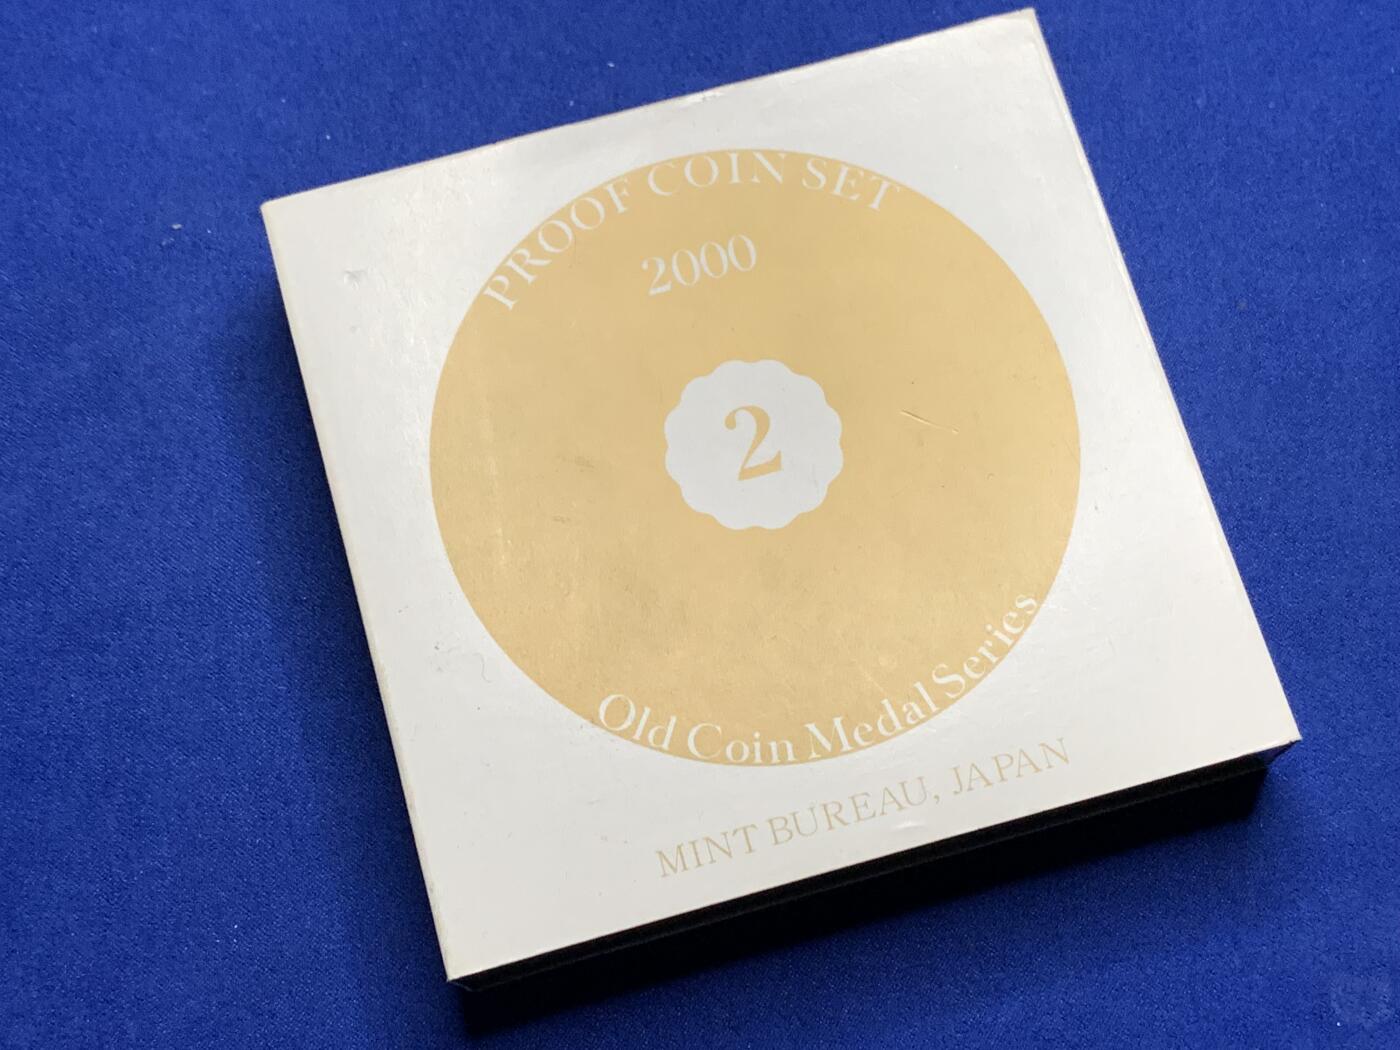 PROOF COIN SET
2000
2
Old Coin Medal Series
MINT BUREAU, JAPAN